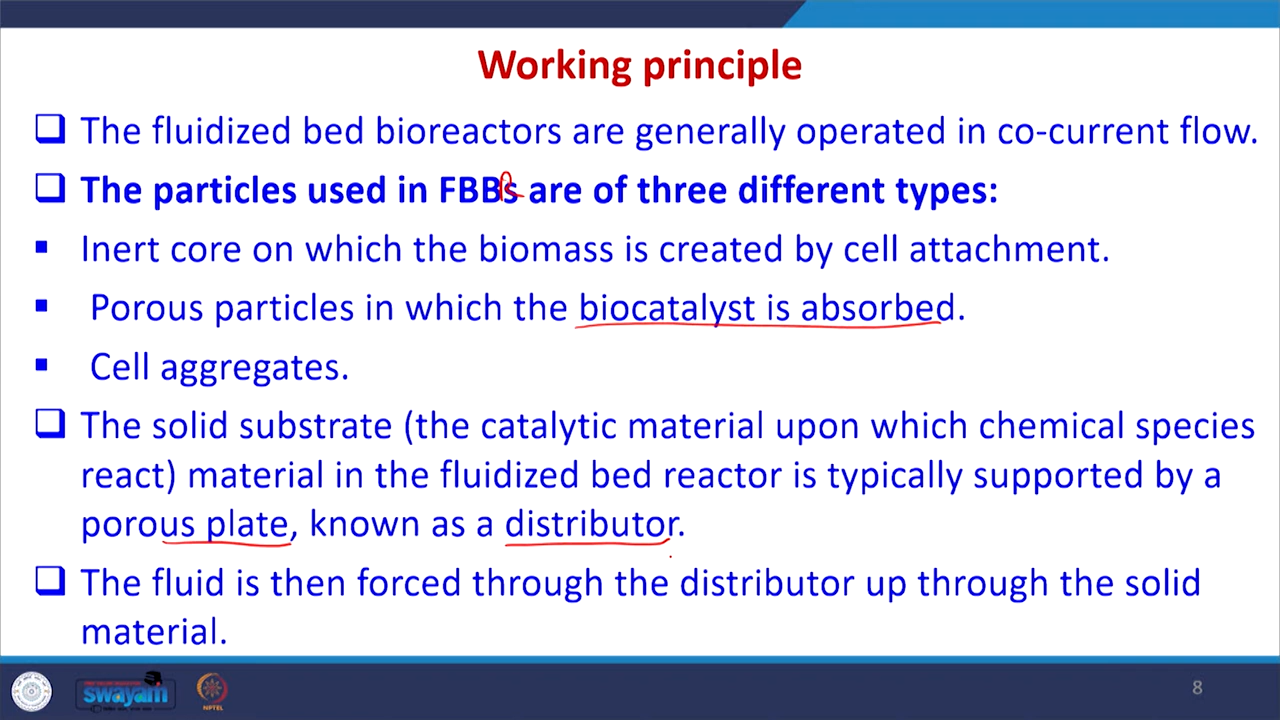 Working principle
❑ The fluidized bed bioreactors are generally operated in co-current flow.
❑ The particles used in FBBs are of three different types:
▪ Inert core on which the biomass is created by cell attachment.
▪ Porous particles in which the biocatalyst is absorbed.
▪ Cell aggregates.
❑ The solid substrate (the catalytic material upon which chemical species
react) material in the fluidized bed reactor is typically supported by a
porous plate, known as a distributor.
❑ The fluid is then forced through the distributor up through the solid
material.
swayam
NPTEL
8